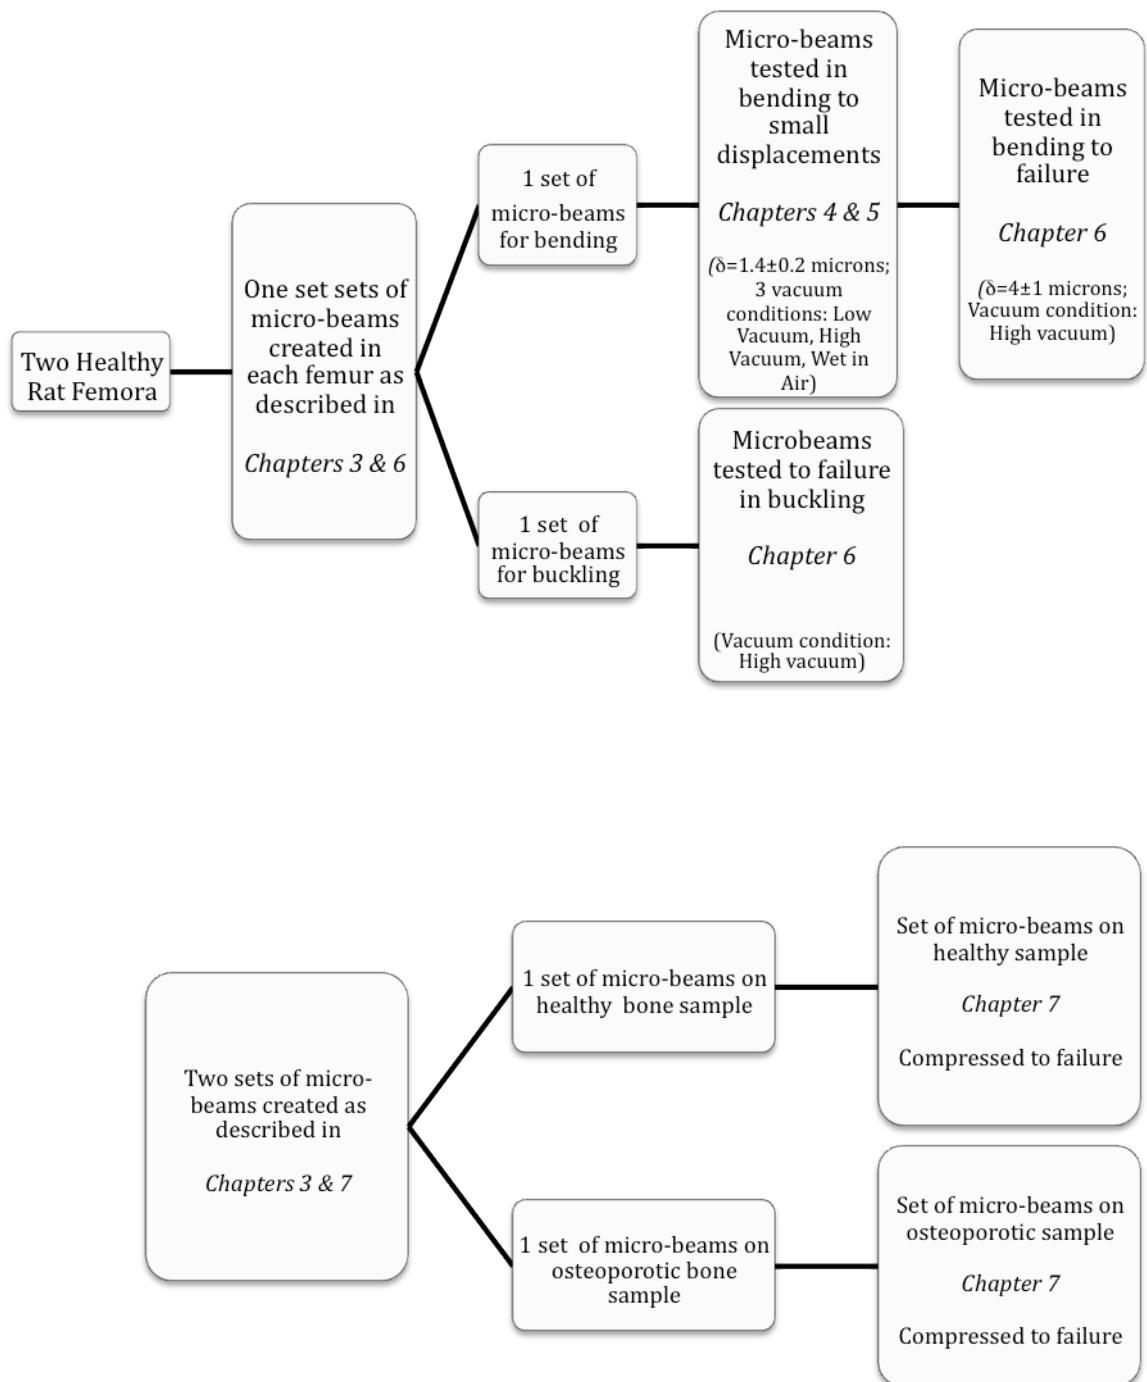 Two Healthy
Rat Femora
One set sets of
micro-beams
created in
each femur as
described in
Chapters 3 & 6
1 set of
micro-beams
for bending
Micro-beams
tested in
bending to
small
displacements
Chapters 4 & 5
(δ=1.4±0.2 microns;
3 vacuum
conditions: Low
Vacuum, High
Vacuum, Wet in
Air)
Micro-beams
tested in
bending to
failure
Chapter 6
(δ=4±1 microns;
Vacuum condition:
High vacuum)
1 set of
micro-beams
for buckling
Microbeams
tested to failure
in buckling
Chapter 6
(Vacuum condition:
High vacuum)
Two sets of micro-
beams created as
described in
Chapters 3 & 7
1 set of micro-beams on
healthy bone sample
Set of micro-beams on
healthy sample
Chapter 7
Compressed to failure
1 set of micro-beams on
osteoporotic bone
sample
Set of micro-beams on
osteoporotic sample
Chapter 7
Compressed to failure